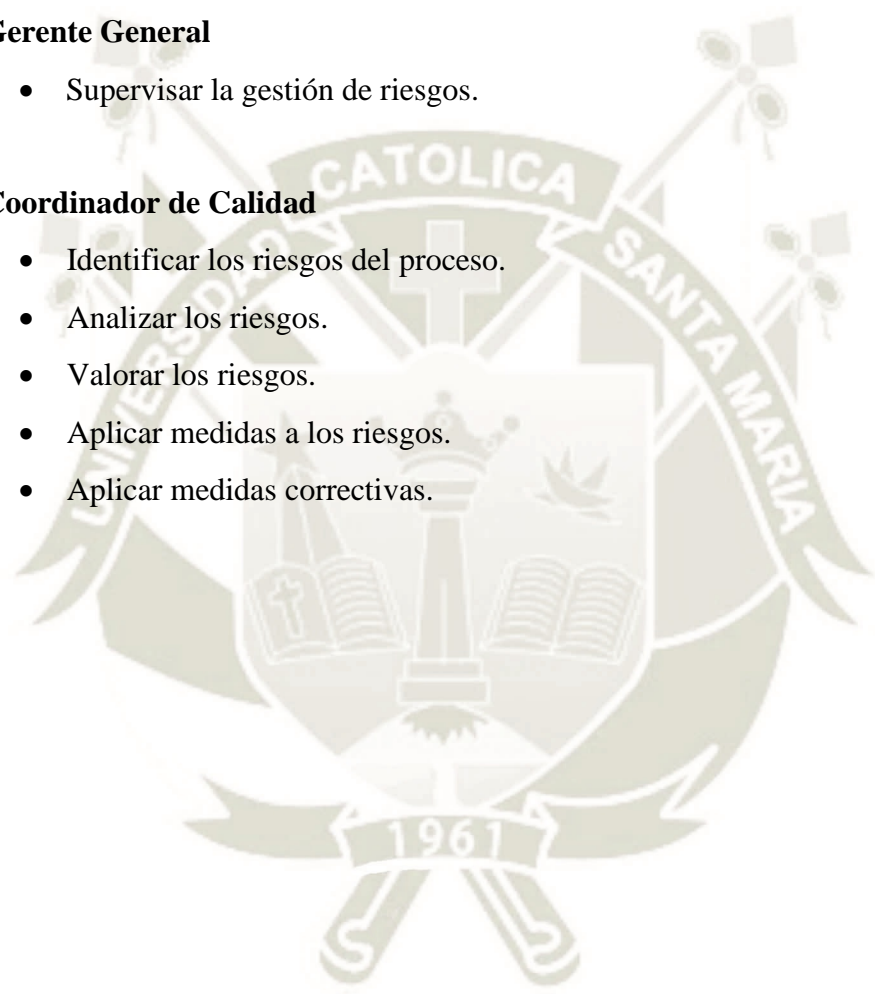 Gerente General
• Supervisar la gestión de riesgos.
Coordinador de Calidad
• Identificar los riesgos del proceso.
• Analizar los riesgos.
• Valorar los riesgos.
• Aplicar medidas a los riesgos.
• Aplicar medidas correctivas.
UNIVERSIDAD CATOLICA SANTA MARIA
1961